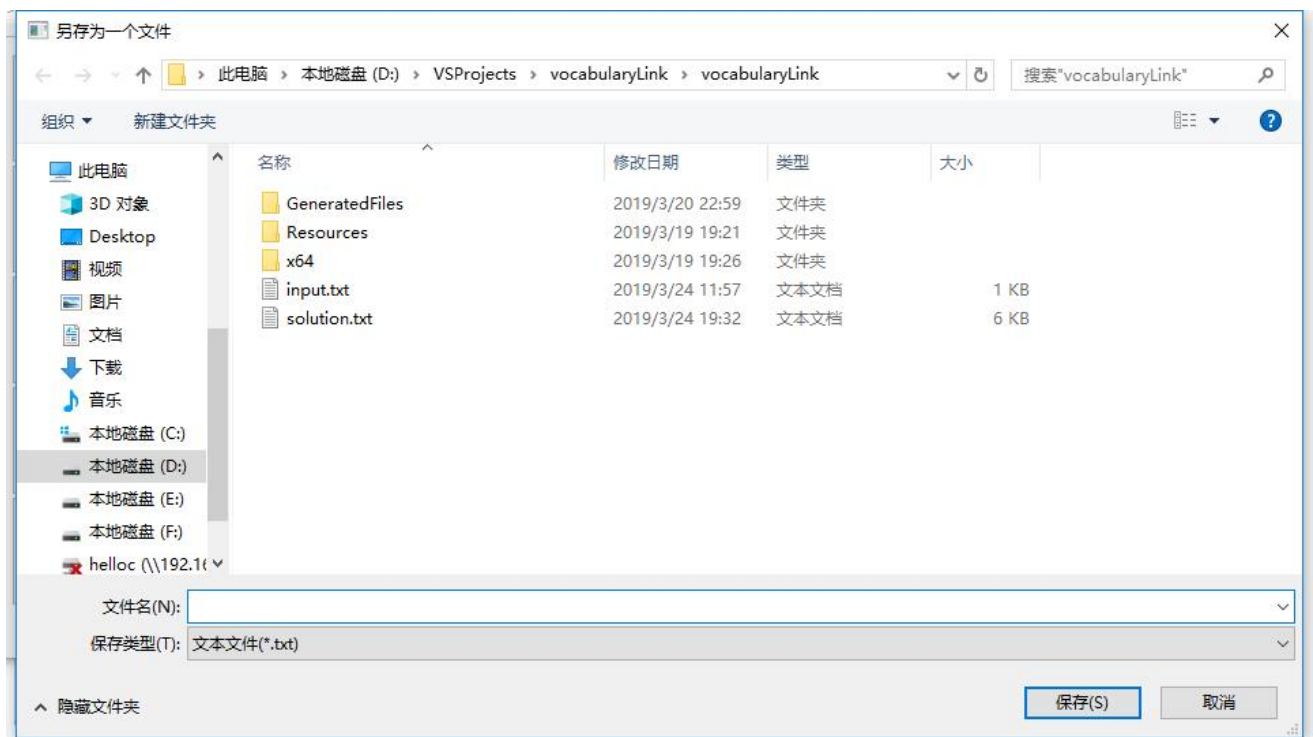 另存为一个文件
此电脑 › 本地磁盘 (D:) › VSProjects › vocabularyLink › vocabularyLink
搜索"vocabularyLink"
组织 新建文件夹
此电脑
3D 对象
Desktop
视频
图片
文档
下载
音乐
本地磁盘 (C:)
本地磁盘 (D:)
本地磁盘 (E:)
本地磁盘 (F:)
helloc (\\192.16
名称 修改日期 类型 大小
GeneratedFiles 2019/3/20 22:59 文件夹
Resources 2019/3/19 19:21 文件夹
x64 2019/3/19 19:26 文件夹
input.txt 2019/3/24 11:57 文本文档 1 KB
solution.txt 2019/3/24 19:32 文本文档 6 KB
文件名(N):
保存类型(T): 文本文件(*.txt)
隐藏文件夹
保存(S) 取消